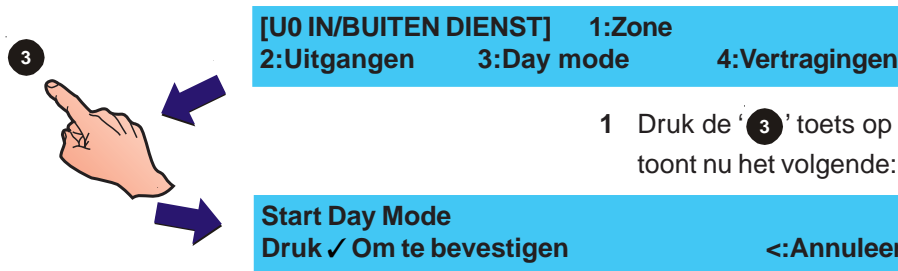 [U0 IN/BUITEN DIENST] 1:Zone
2:Uitgangen 3:Day mode 4:Vertragingen
3
1 Druk de ‘3’ toets op
toont nu het volgende:
Start Day Mode
Druk ✓ Om te bevestigen <:Annuleer